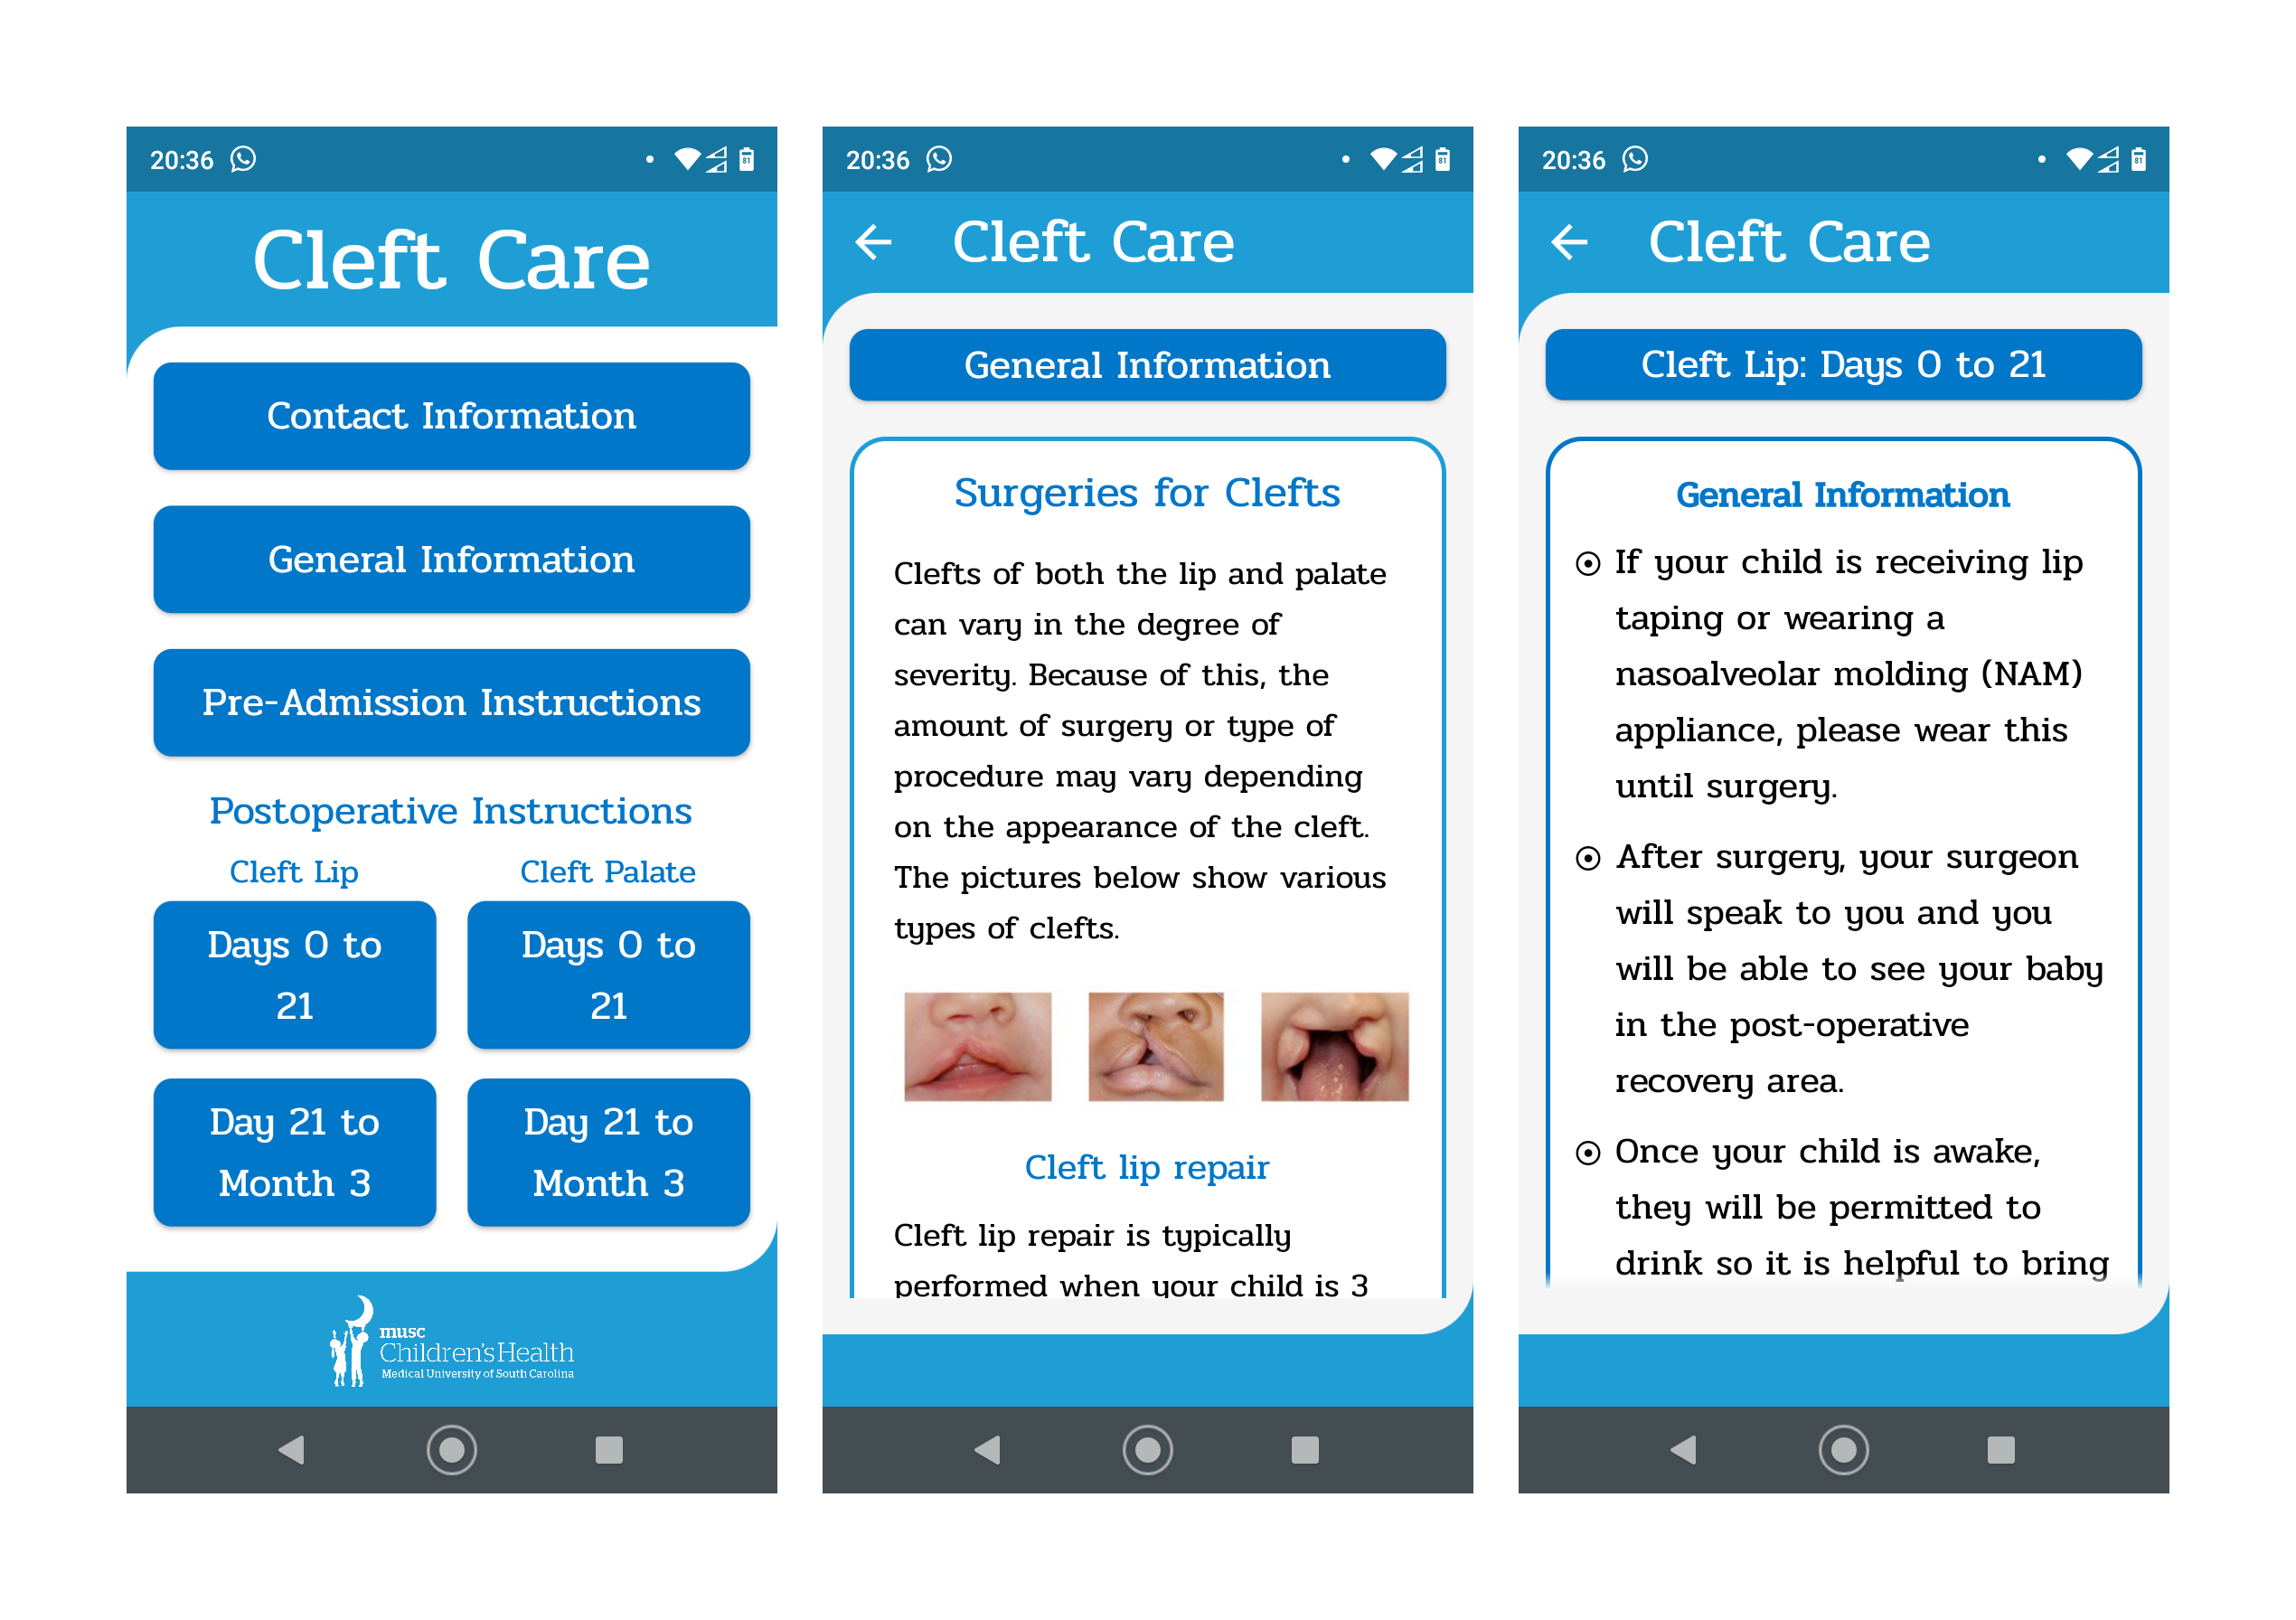 20:36
81
Cleft Care
Contact Information
General Information
Pre-Admission Instructions
Postoperative Instructions
Cleft Lip
Days 0 to
21
Day 21 to
Month 3
Cleft Palate
Days 0 to
21
Day 21 to
Month 3
musc
Children's Health
Medical University of South Carolina
20:36
81
Cleft Care
General Information
Surgeries for Clefts
Clefts of both the lip and palate
can vary in the degree of
severity. Because of this, the
amount of surgery or type of
procedure may vary depending
on the appearance of the cleft.
The pictures below show various
types of clefts.
Cleft lip repair
Cleft lip repair is typically
performed when your child is 3
20:36
81
Cleft Care
Cleft Lip: Days 0 to 21
General Information
If your child is receiving lip
taping or wearing a
nasoalveolar molding (NAM)
appliance, please wear this
until surgery.
After surgery, your surgeon
will speak to you and you
will be able to see your baby
in the post-operative
recovery area.
Once your child is awake,
they will be permitted to
drink so it is helpful to bring